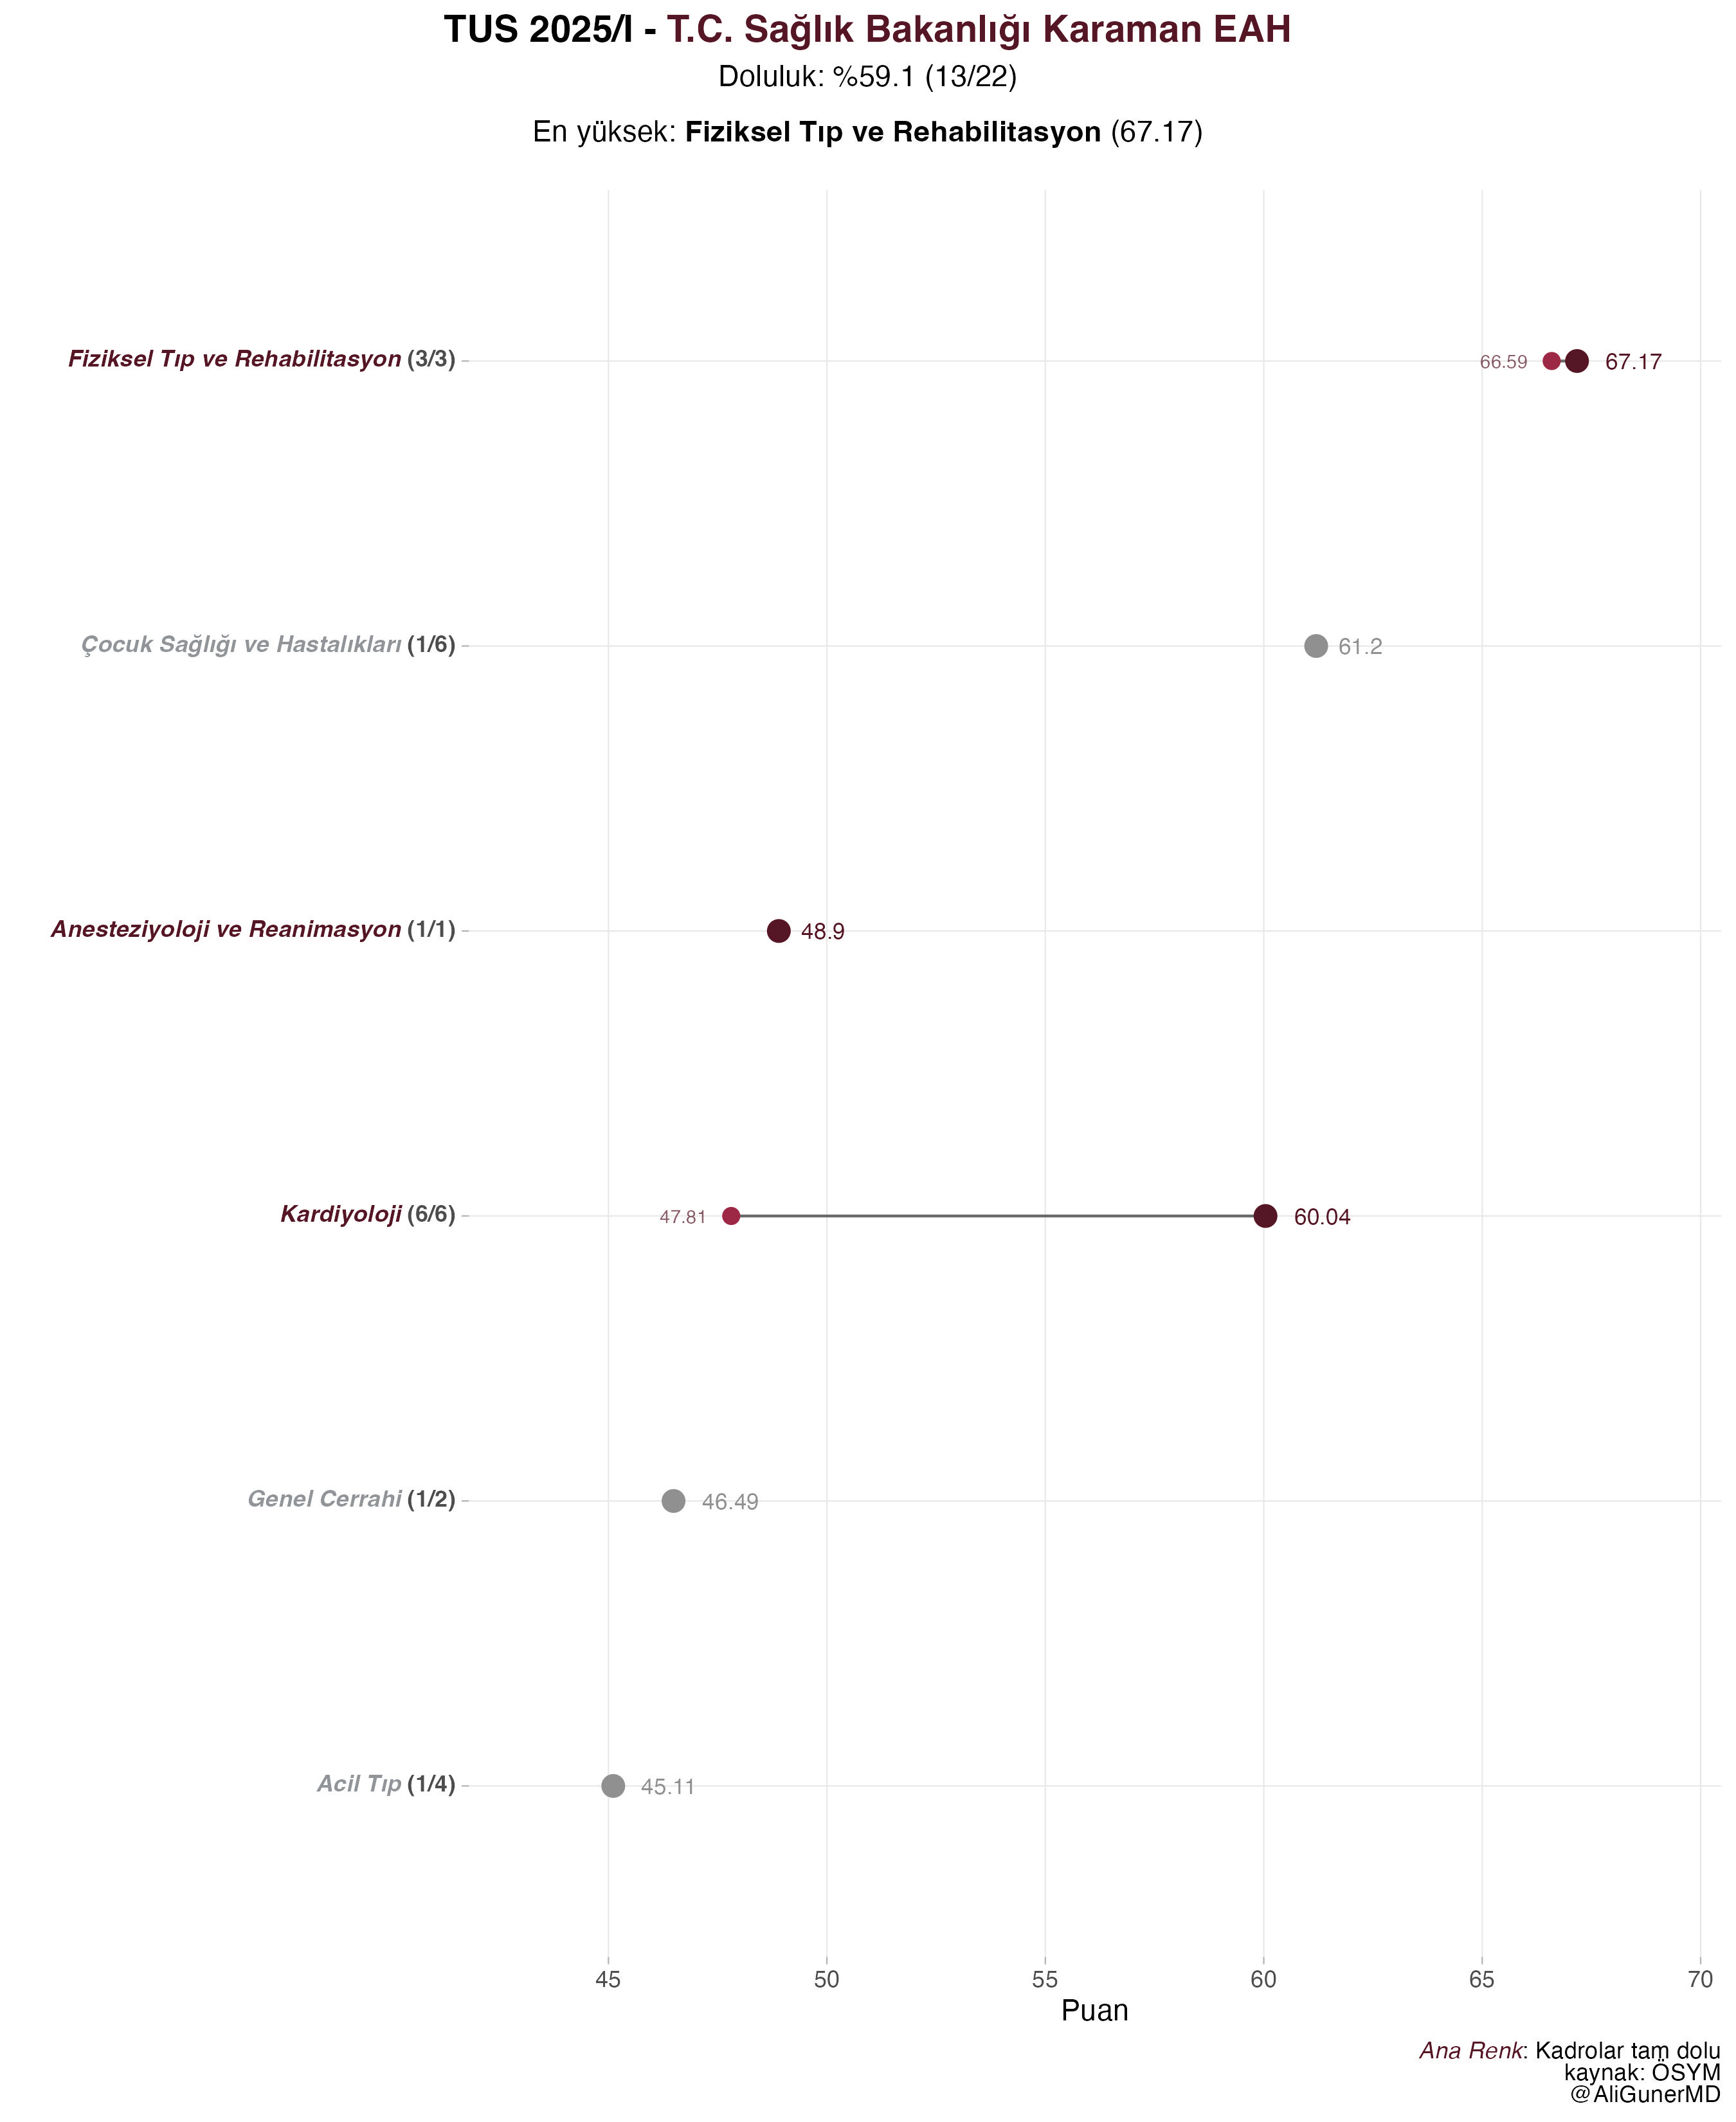 TUS 2025/I - T.C. Sağlık Bakanlığı Karaman EAH
Doluluk: %59.1 (13/22)
En yüksek: Fiziksel Tıp ve Rehabilitasyon (67.17)
Fiziksel Tıp ve Rehabilitasyon (3/3)
66.59
67.17
Çocuk Sağlığı ve Hastalıkları (1/6)
61.2
Anesteziyoloji ve Reanimasyon (1/1)
48.9
Kardiyoloji (6/6)
47.81
60.04
Genel Cerrahi (1/2)
46.49
Acil Tıp (1/4)
45.11
45 50 55 60 65 70
Puan
Ana Renk: Kadrolar tam dolu
kaynak: ÖSYM
@AliGunerMD